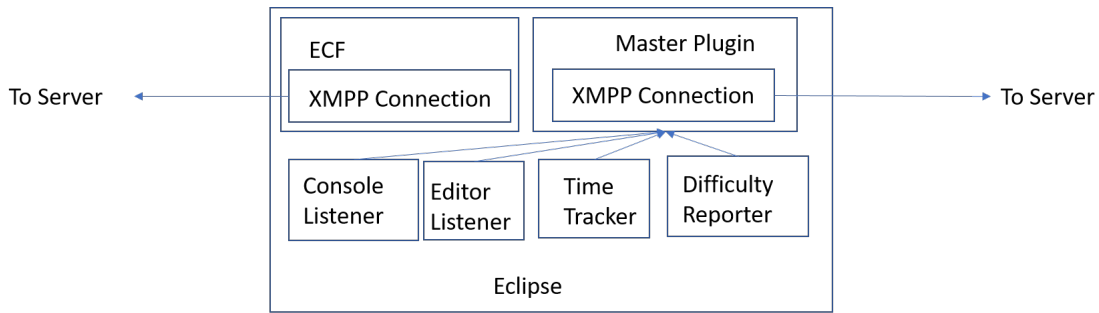 ECF
Master Plugin
To Server
XMPP Connection
XMPP Connection
To Server
Console
Listener
Editor
Listener
Time
Tracker
Difficulty
Reporter
Eclipse